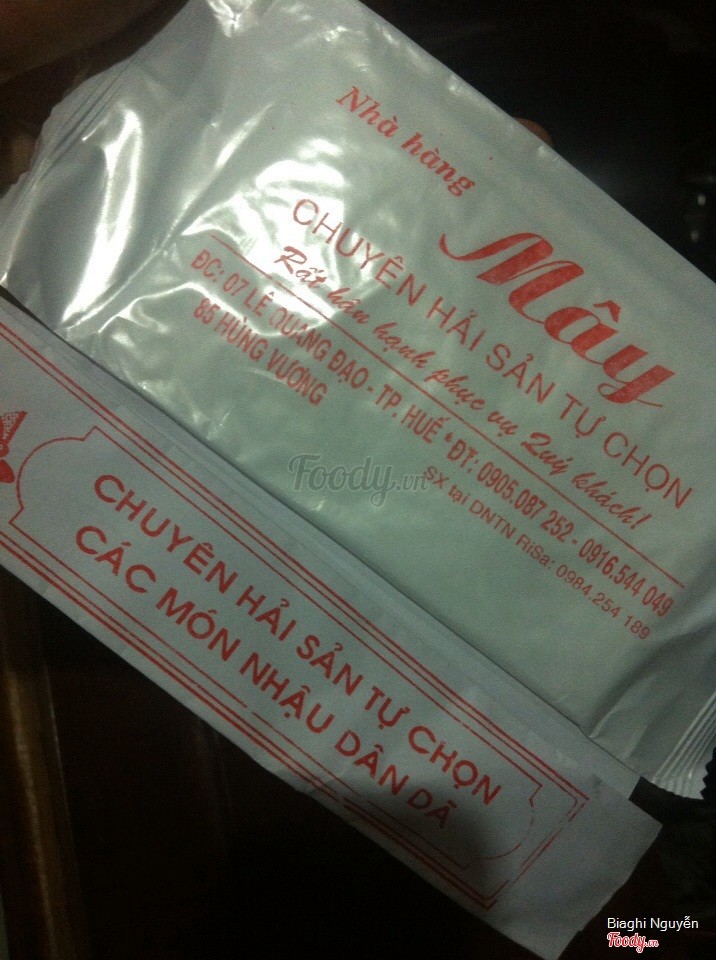 Nhà hàng
Mây
CHUYÊN HẢI SẢN TỰ CHỌN
Rất hân hạnh phục vụ Quý khách!
ĐC: 07 LÊ QUANG ĐẠO - TP. HUẾ * ĐT: 0905.087 252 - 0916.544 049
85 HÙNG VƯƠNG
SX tại DNTN RiSa: 0984.254 189
Foody.vn
CHUYÊN HẢI SẢN TỰ CHỌN
CÁC MÓN NHẬU DÂN DÃ
Biaghi Nguyễn
Foody.vn